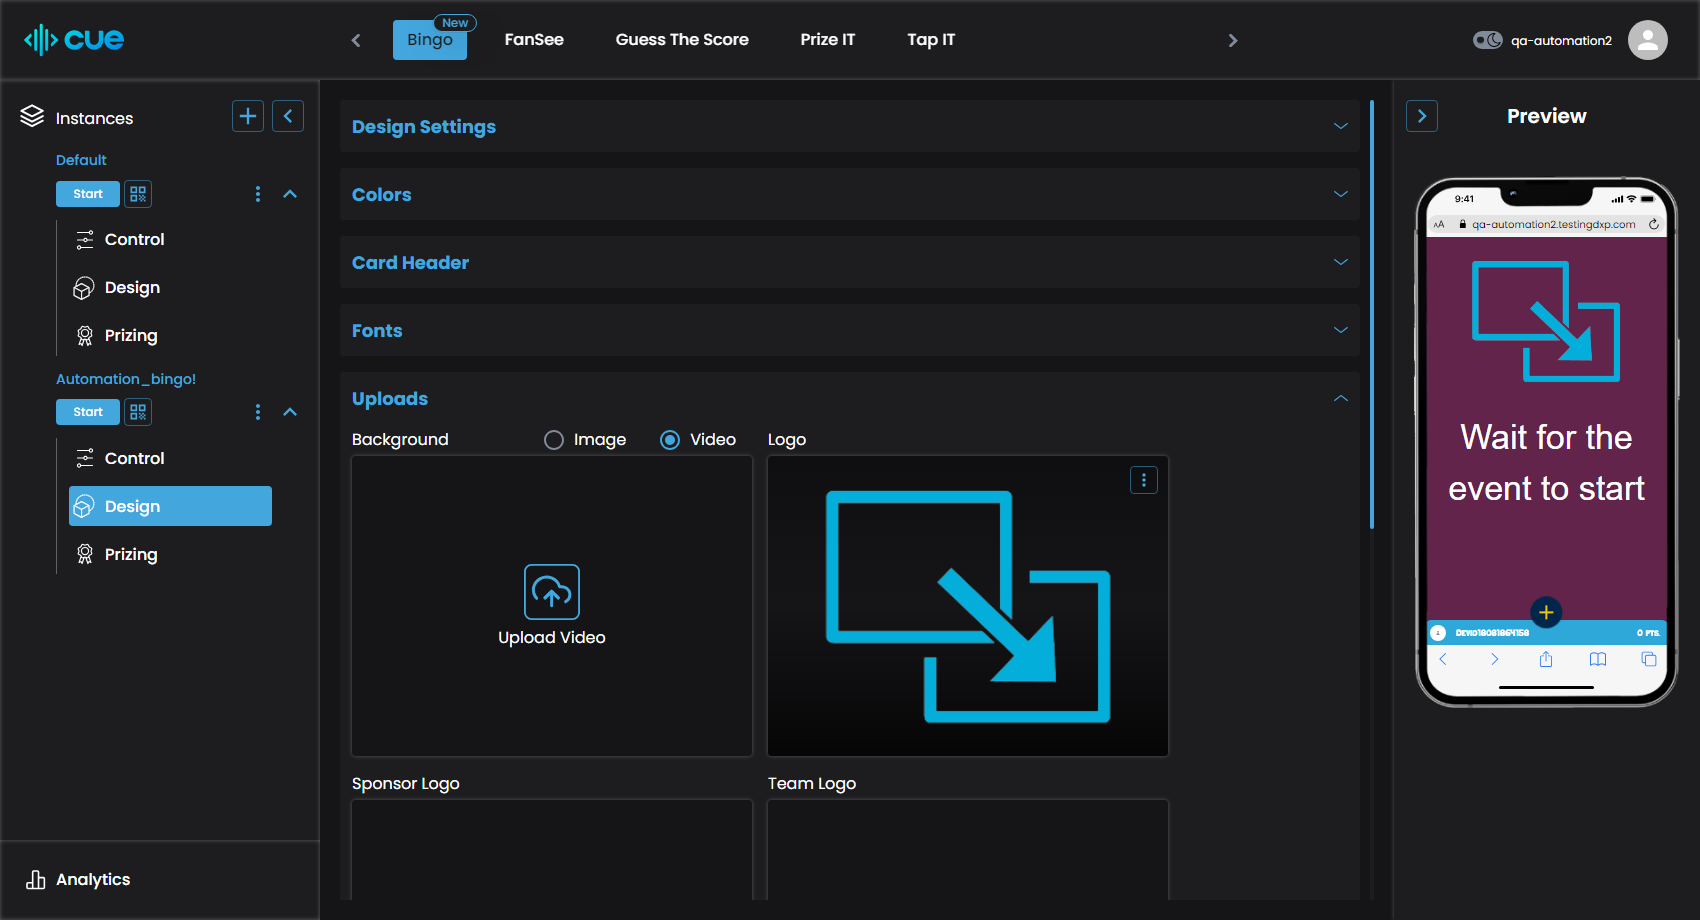 cue
New
Bingo
FanSee
Guess The Score
Prize IT
Tap IT
qa-automation2
Instances
Default
Start
Control
Design
Prizing
Automation_bingo!
Start
Control
Design
Prizing
Analytics
Design Settings
Colors
Card Header
Fonts
Uploads
Background
Image
Video
Logo
Upload Video
Sponsor Logo
Team Logo
Preview
9:41
AA
qa-automation2.testingdxp.com
Wait for the
event to start
0 PTS.